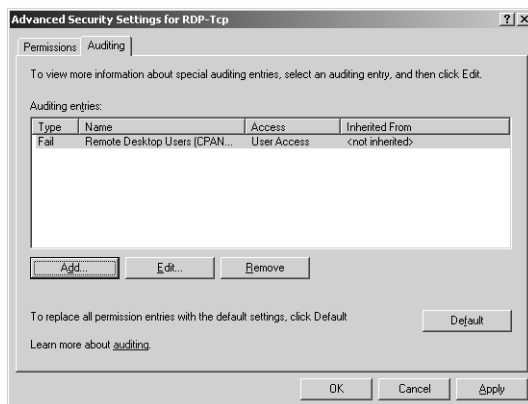 Advanced Security Settings for RDP-Tcp
Permissions Auditing
To view more information about special auditing entries, select an auditing entry, and then click Edit.
Auditing entries:
Type Name Access Inherited From
Fail Remote Desktop Users (CPAN... User Access <not inherited>
Add... Edit... Remove
To replace all permission entries with the default settings, click Default
Default
Learn more about auditing.
OK Cancel Apply